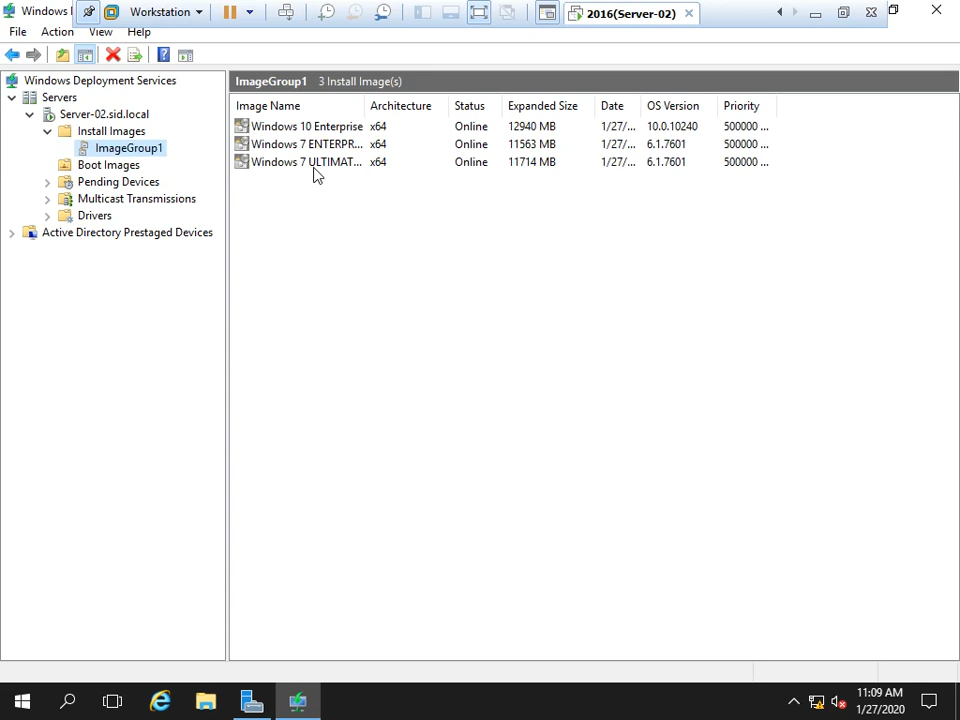 Windows I
Workstation
2016(Server-02)
File Action View Help
Windows Deployment Services
Servers
Server-02.sid.local
Install Images
ImageGroup1
Boot Images
Pending Devices
Multicast Transmissions
Drivers
Active Directory Prestaged Devices
ImageGroup1 3 Install Image(s)
Image Name Architecture Status Expanded Size Date OS Version Priority
Windows 10 Enterprise x64 Online 12940 MB 1/27/... 10.0.10240 500000 ...
Windows 7 ENTERPR... x64 Online 11563 MB 1/27/... 6.1.7601 500000 ...
Windows 7 ULTIMAT... x64 Online 11714 MB 1/27/... 6.1.7601 500000 ...
11:09 AM
1/27/2020